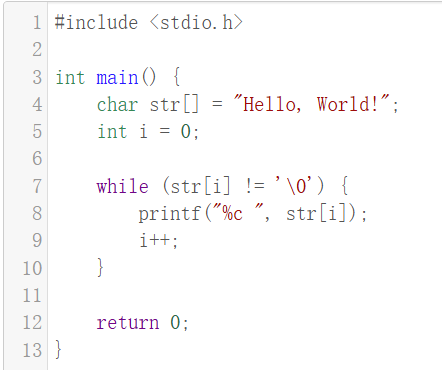 1 #include <stdio.h>
2
3 int main() {
4     char str[] = "Hello, World!";
5     int i = 0;
6
7     while (str[i] != '\0') {
8         printf("%c ", str[i]);
9         i++;
10     }
11
12     return 0;
13 }